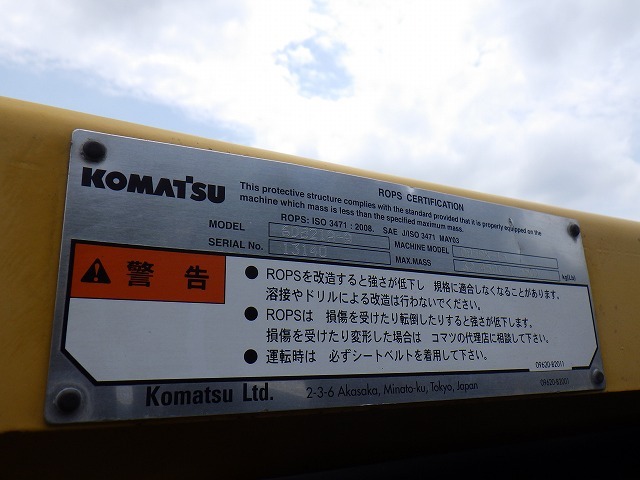 ROPS CERTIFICATION
KOMATSU
This protective structure complies with the standard provided that it is properly equipped on the
machine which mass is less than the specified maximum mass.
ROPS: ISO 3471 : 2008. SAE J/ISO 3471 MAY03
MODEL MACHINE MODEL
SERIAL No. MAX.MASS kg(Lb)
警告
● ROPSを改造すると強さが低下し 規格に適合しなくなることがあります。
溶接やドリルによる改造は行わないでください。
● ROPSは 損傷を受けたり転倒したりすると強さが低下します。
損傷を受けたり変形した場合は コマツの代理店に相談して下さい。
● 運転時は 必ずシートベルトを着用して下さい。
09620-B2011
Komatsu Ltd. 2-3-6 Akasaka, Minato-ku, Tokyo, Japan 09620-B2001